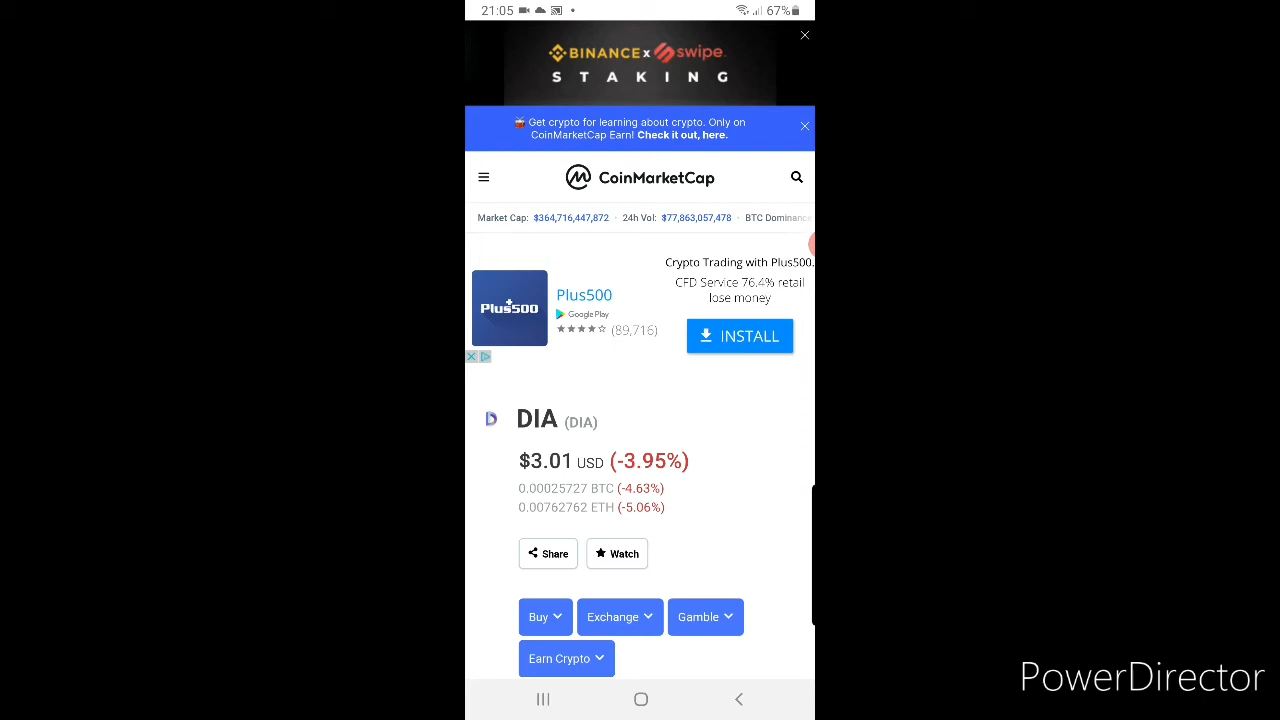 21:05 67%
BINANCE x swipe.
STAKING
Get crypto for learning about crypto. Only on
CoinMarketCap Earn! Check it out, here.
CoinMarketCap
Market Cap: $364,716,447,872 · 24h Vol: $77,863,057,478 · BTC Dominance
Crypto Trading with Plus500.
CFD Service 76.4% retail
lose money
Plus500
Plus500
Google Play
(89,716)
INSTALL
DIA (DIA)
$3.01 USD (-3.95%)
0.00025727 BTC (-4.63%)
0.00762762 ETH (-5.06%)
Share Watch
Buy Exchange Gamble
Earn Crypto
PowerDirector